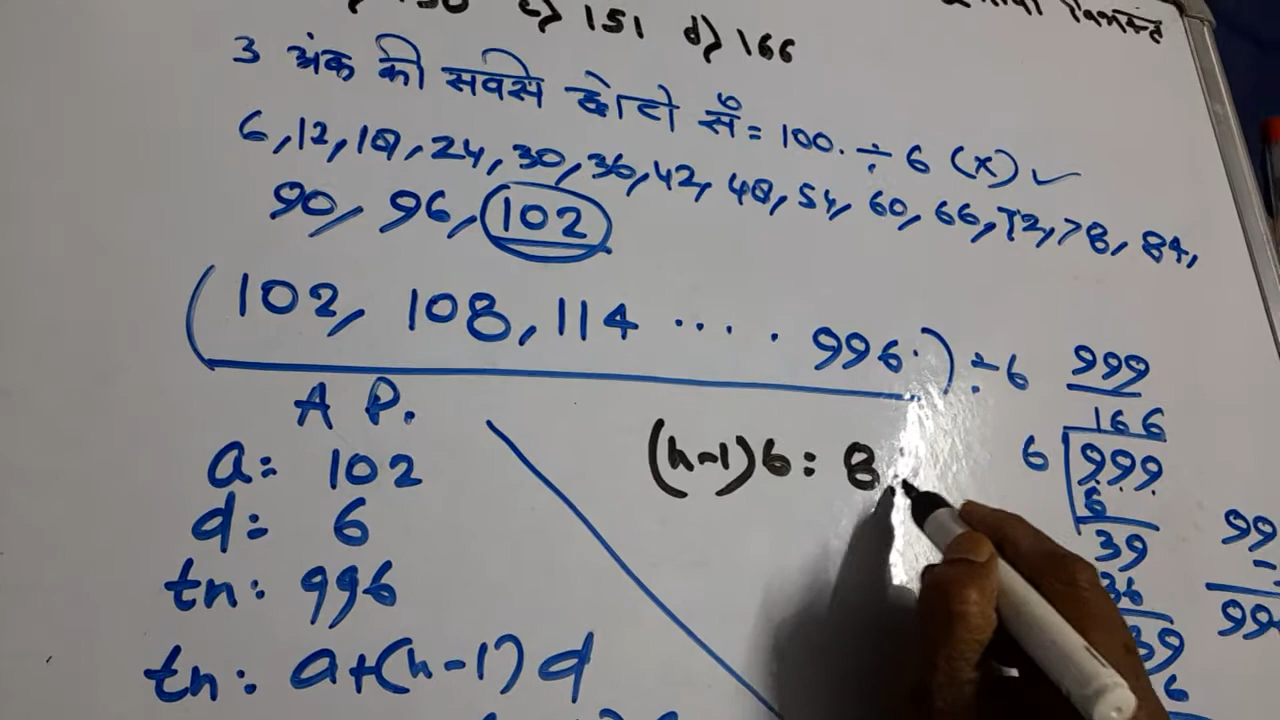 c) 151 d) 166
3 अंक की सबसे छोटी सं = 100. ÷ 6 (x) ✓
6, 12, 18, 24, 30, 36, 42, 48, 54, 60, 66, 72, 78, 84,
90, 96, 102
(102, 108, 114 .... 996.) ÷ 6
999
166
6 999
6
39
36
39
99
99
A P.
a = 102
d = 6
tn : 996
tn : a+(n-1) d
(n-1) 6 = 8